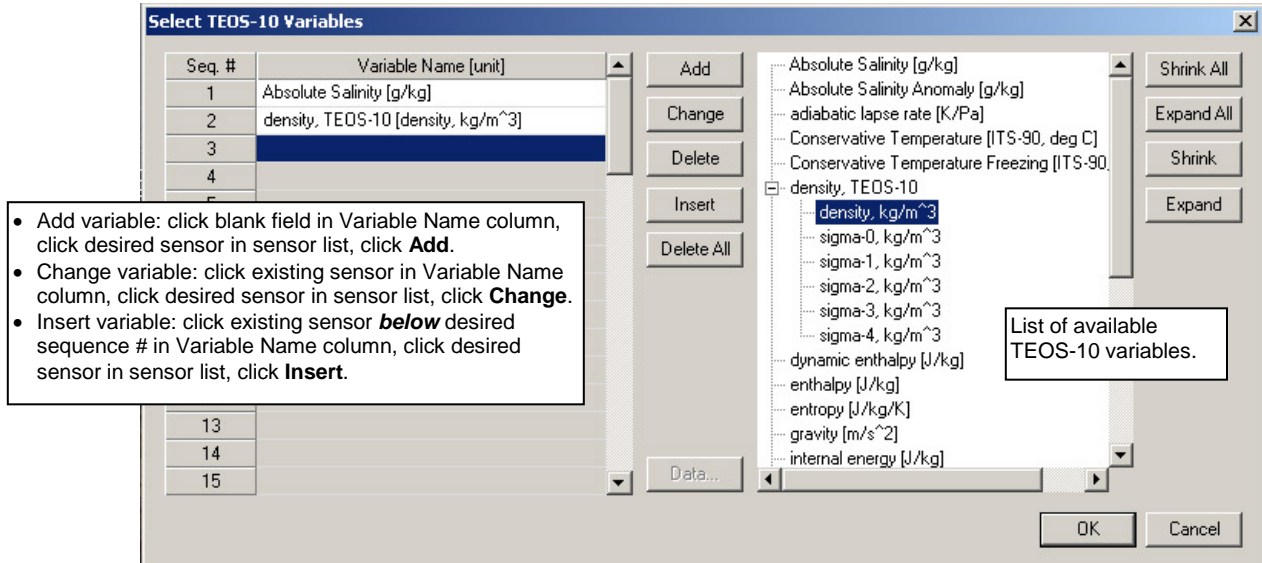 Select TEOS-10 Variables
Seq. # Variable Name [unit]
1 Absolute Salinity [g/kg]
2 density, TEOS-10 [density, kg/m^3]
3
4
• Add variable: click blank field in Variable Name column,
click desired sensor in sensor list, click Add.
• Change variable: click existing sensor in Variable Name
column, click desired sensor in sensor list, click Change.
• Insert variable: click existing sensor below desired
sequence # in Variable Name column, click desired
sensor in sensor list, click Insert.
13
14
15
Add
Change
Delete
Insert
Delete All
Data...
Absolute Salinity [g/kg]
Absolute Salinity Anomaly [g/kg]
adiabatic lapse rate [K/Pa]
Conservative Temperature [ITS-90, deg C]
Conservative Temperature Freezing [ITS-90,
density, TEOS-10
density, kg/m^3
sigma-0, kg/m^3
sigma-1, kg/m^3
sigma-2, kg/m^3
sigma-3, kg/m^3
sigma-4, kg/m^3
dynamic enthalpy [J/kg]
enthalpy [J/kg]
entropy [J/kg/K]
gravity [m/s^2]
internal energy [J/kg]
List of available
TEOS-10 variables.
Shrink All
Expand All
Shrink
Expand
OK
Cancel